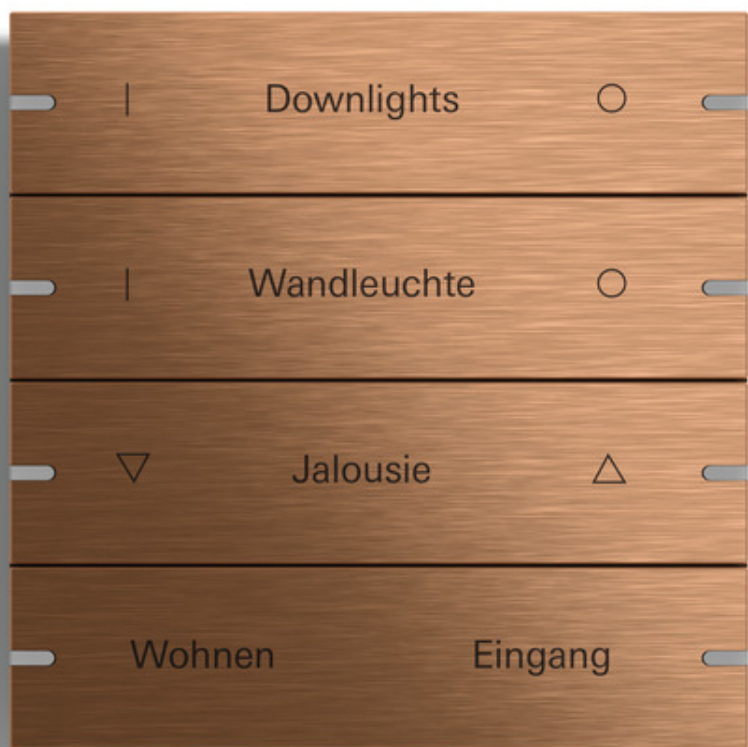 | Downlights O
| Wandleuchte O
▽ Jalousie △
Wohnen Eingang